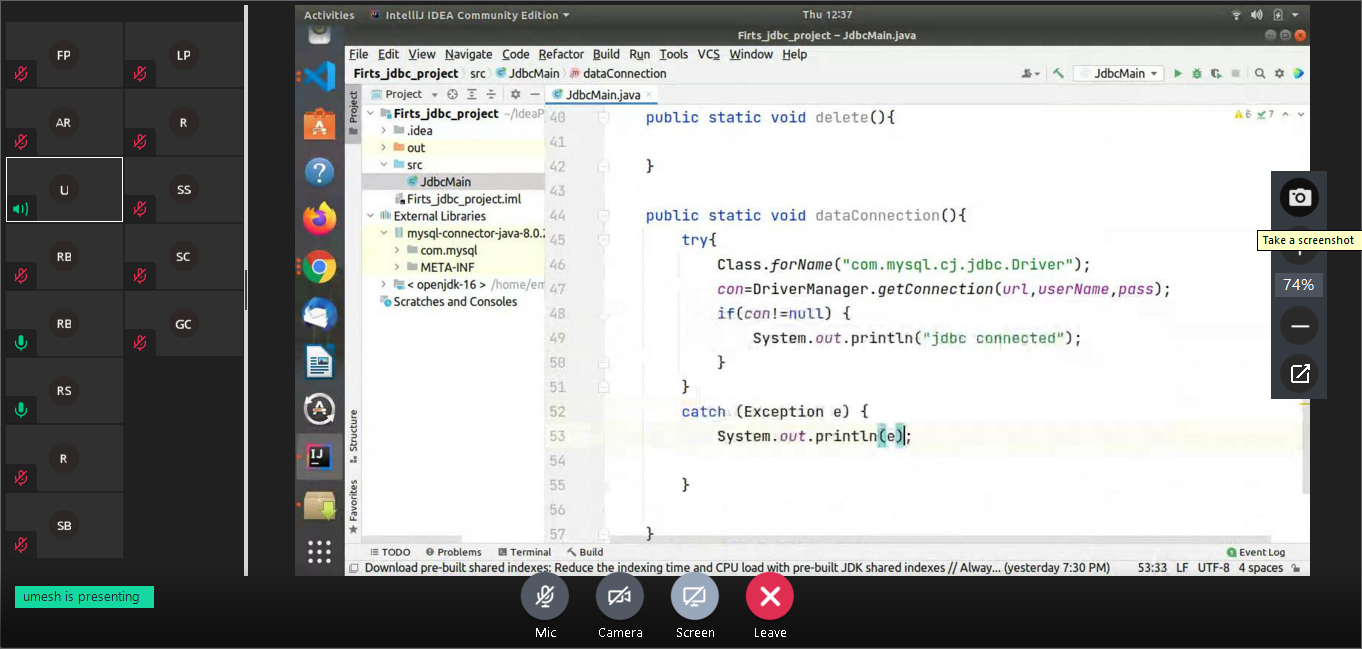 FP
LP
AR
R
U
SS
RB
SC
RB
GC
RS
R
SB
umesh is presenting
Activities
IntelliJ IDEA Community Edition
Thu 12:37
Firts_jdbc_project – JdbcMain.java
File Edit View Navigate Code Refactor Build Run Tools VCS Window Help
Firts_jdbc_project src JdbcMain dataConnection
JdbcMain
Project
Project
JdbcMain.java
Firts_jdbc_project ~/IdeaP
.idea
out
src
JdbcMain
Firts_jdbc_project.iml
External Libraries
mysql-connector-java-8.0.2
com.mysql
META-INF
< openjdk-16 > /home/em
Scratches and Consoles
Structure
Favorites
6 7
40 public static void delete(){
41
42 }
43
44 public static void dataConnection(){
45 try{
46 Class.forName("com.mysql.cj.jdbc.Driver");
47 con=DriverManager.getConnection(url,userName,pass);
48 if(con!=null) {
49 System.out.println("jdbc connected");
50 }
51 }
52 catch (Exception e) {
53 System.out.println(e);
54
55 }
56
57 }
TODO Problems Terminal Build
1 Event Log
Download pre-built shared indexes: Reduce the indexing time and CPU load with pre-built JDK shared indexes // Alway... (yesterday 7:30 PM)
53:33 LF UTF-8 4 spaces
Take a screenshot
74%
Mic
Camera
Screen
Leave